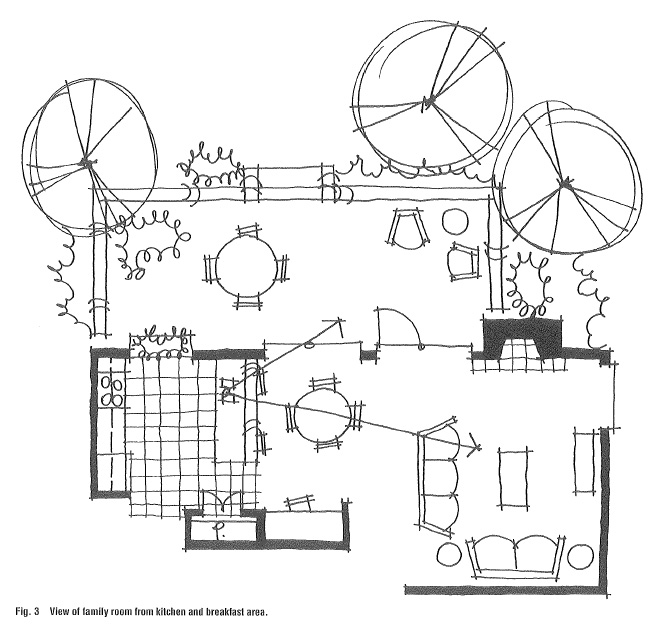 P.
Fig. 3 View of family room from kitchen and breakfast area.